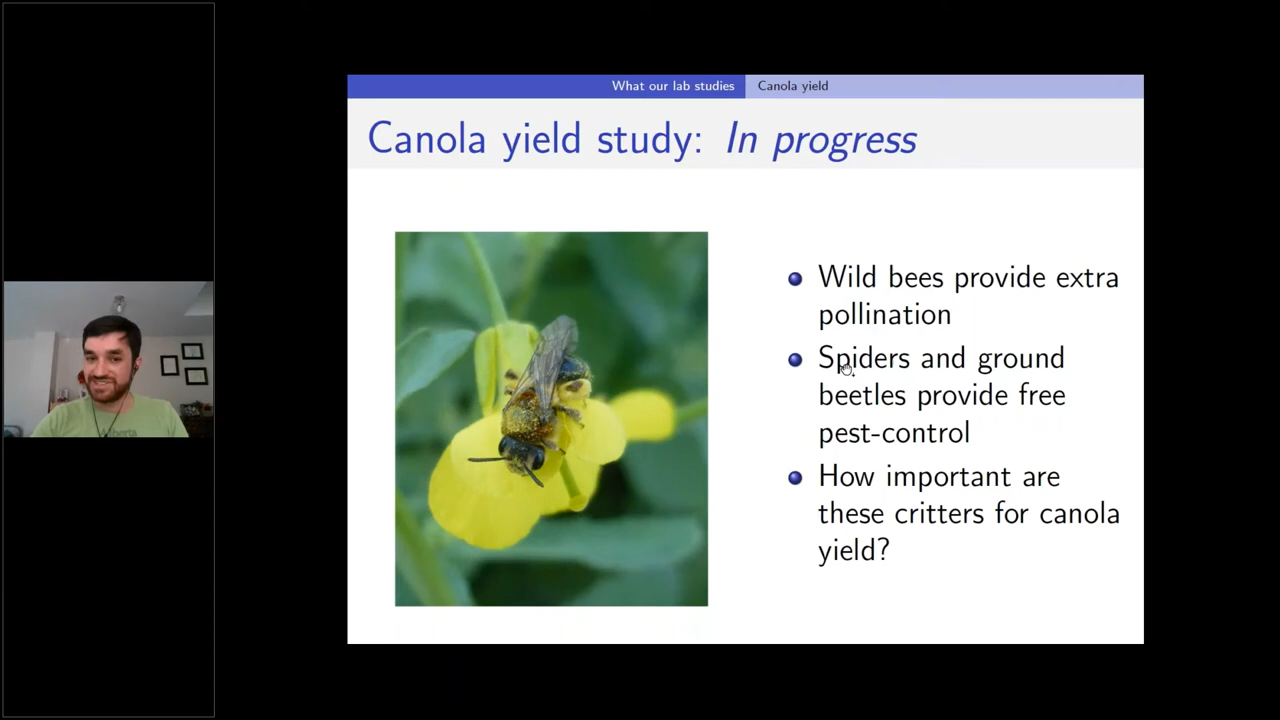 What our lab studies
Canola yield
Canola yield study: In progress
Wild bees provide extra
pollination
Spiders and ground
beetles provide free
pest-control
How important are
these critters for canola
yield?
Alberta